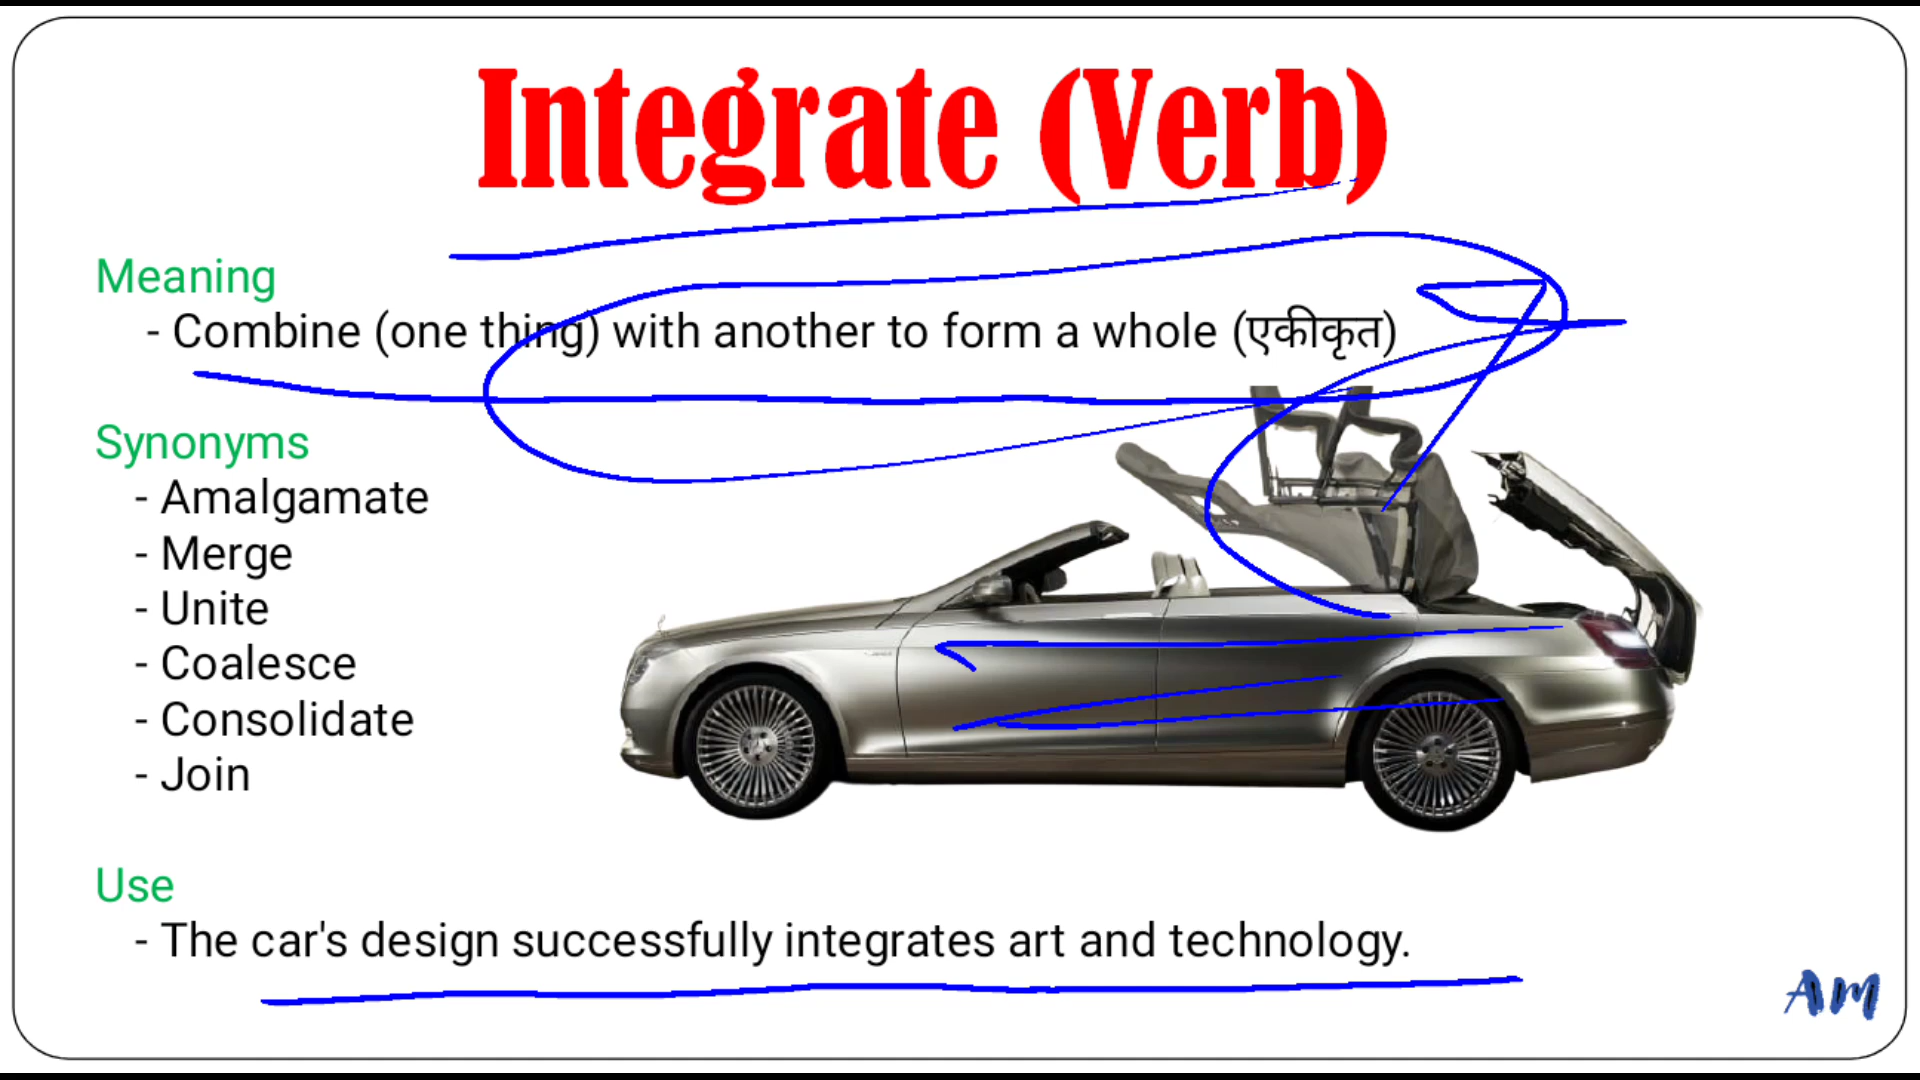 Integrate (Verb)
Meaning
- Combine (one thing) with another to form a whole (एकीकृत)
Synonyms
- Amalgamate
- Merge
- Unite
- Coalesce
- Consolidate
- Join
Use
- The car's design successfully integrates art and technology.
AM